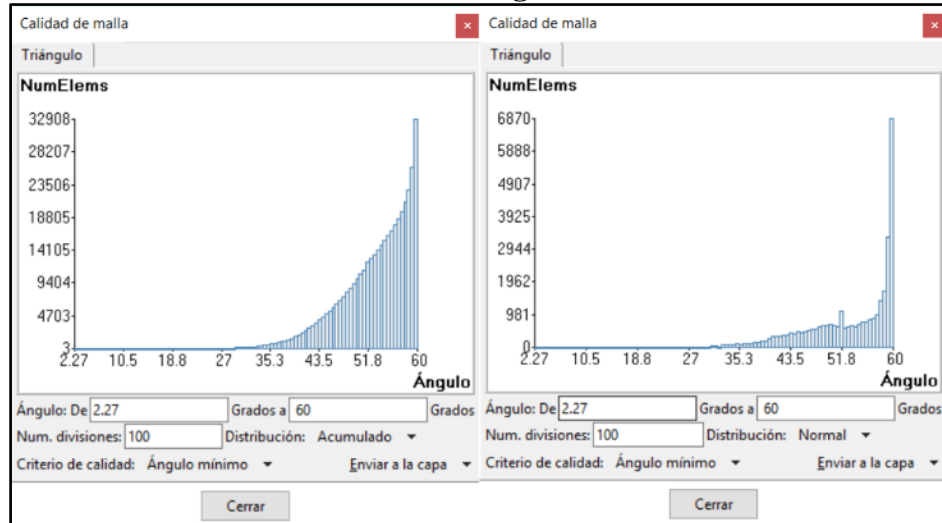 Calidad de malla
Triángulo
NumElems
32908
28207
23506
18805
14105
9404
4703
3
2.27 10.5 18.8 27 35.3 43.5 51.8 60
Ángulo
Ángulo: De 2.27 Grados a 60 Grados
Num. divisiones: 100 Distribución: Acumulado
Criterio de calidad: Ángulo mínimo Enviar a la capa
Cerrar
Calidad de malla
Triángulo
NumElems
6870
5888
4907
3925
2944
1962
981
0
2.27 10.5 18.8 27 35.3 43.5 51.8 60
Ángulo
Ángulo: De 2.27 Grados a 60 Grados
Num. divisiones: 100 Distribución: Normal
Criterio de calidad: Ángulo mínimo Enviar a la capa
Cerrar